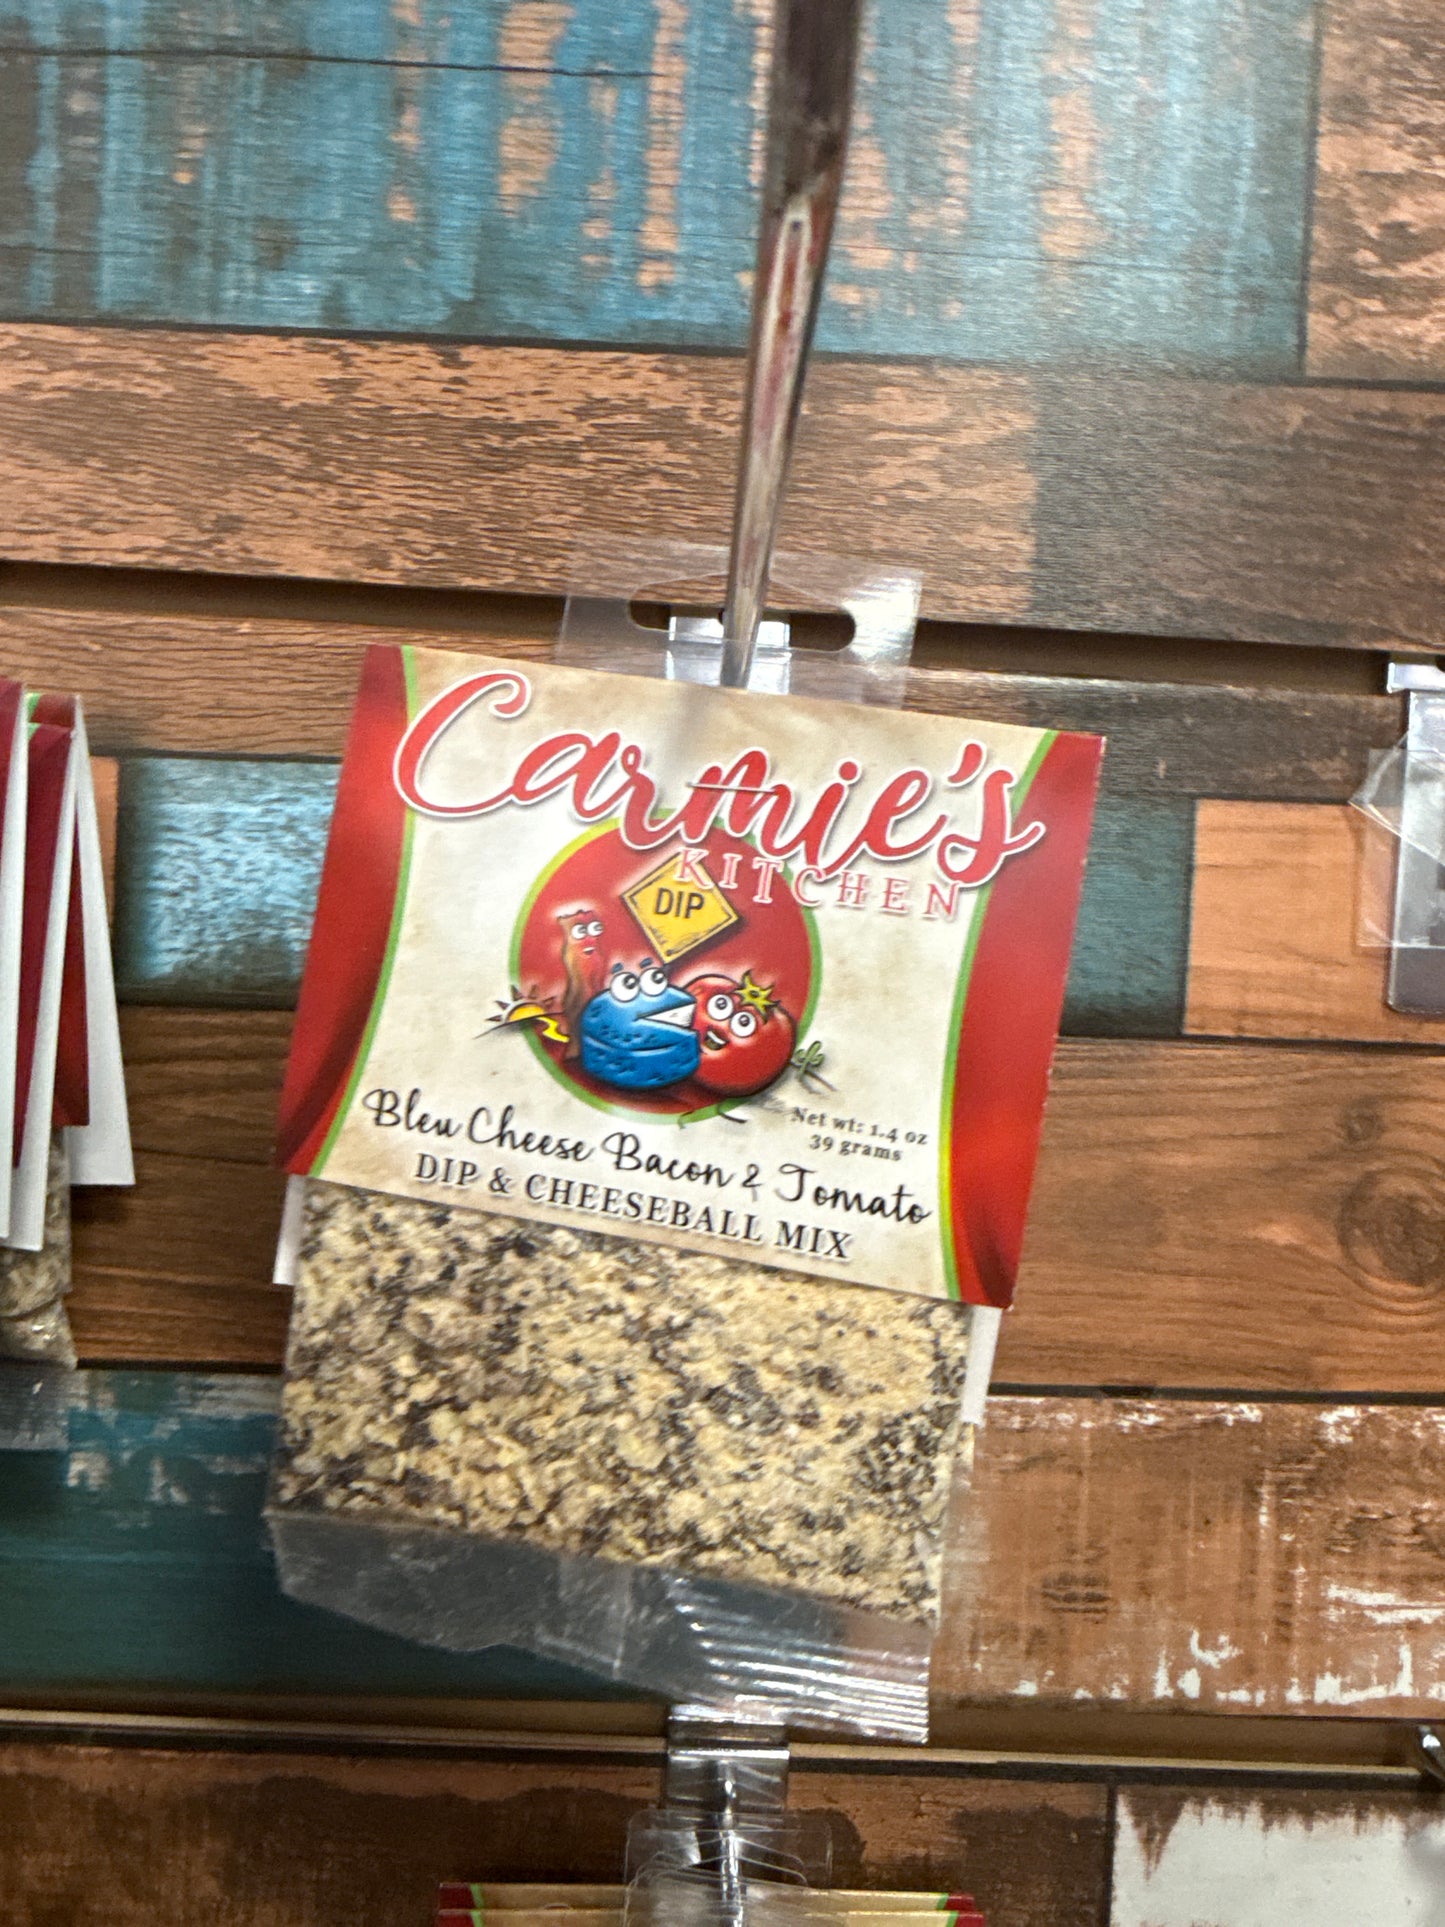 Carmie's
KITCHEN
DIP
Net wt: 1.4 oz
39 grams
Bleu Cheese Bacon & Tomato
DIP & CHEESEBALL MIX